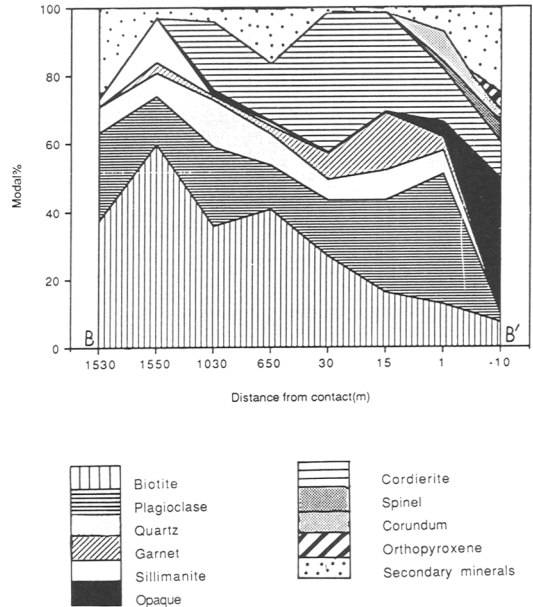 100
80
60
40
20
0
Modal%
B
B'
1530 1550 1030 650 30 15 1 -10
Distance from contact(m)
Biotite
Plagioclase
Quartz
Garnet
Sillimanite
Opaque
Cordierite
Spinel
Corundum
Orthopyroxene
Secondary minerals